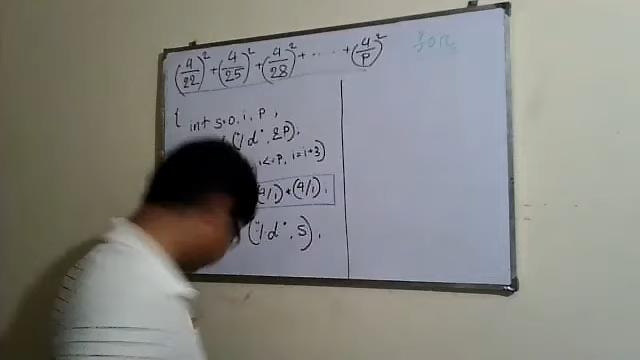 (4/22)² + (4/25)² + (4/28)² + ..... + (4/P)²
for
{ int s=0, i, P ;
("%d", &P);
i<=P, i=i+3)
(4/i)*(4/i);
("%d", s);